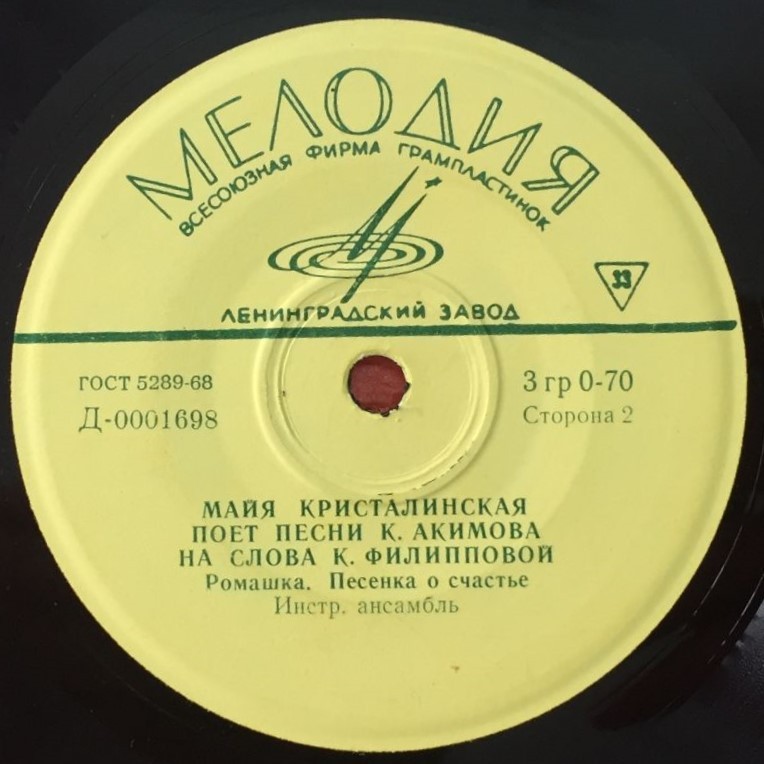 МЕЛОДИЯ
ВСЕСОЮЗНАЯ ФИРМА ГРАМПЛАСТИНОК
33
ЛЕНИНГРАДСКИЙ ЗАВОД
ГОСТ 5289-68
3 гр 0-70
Д-0001698
Сторона 2
МАЙЯ КРИСТАЛИНСКАЯ
ПОЕТ ПЕСНИ К. АКИМОВА
НА СЛОВА К. ФИЛИППОВОЙ
Ромашка. Песенка о счастье
Инстр. ансамбль